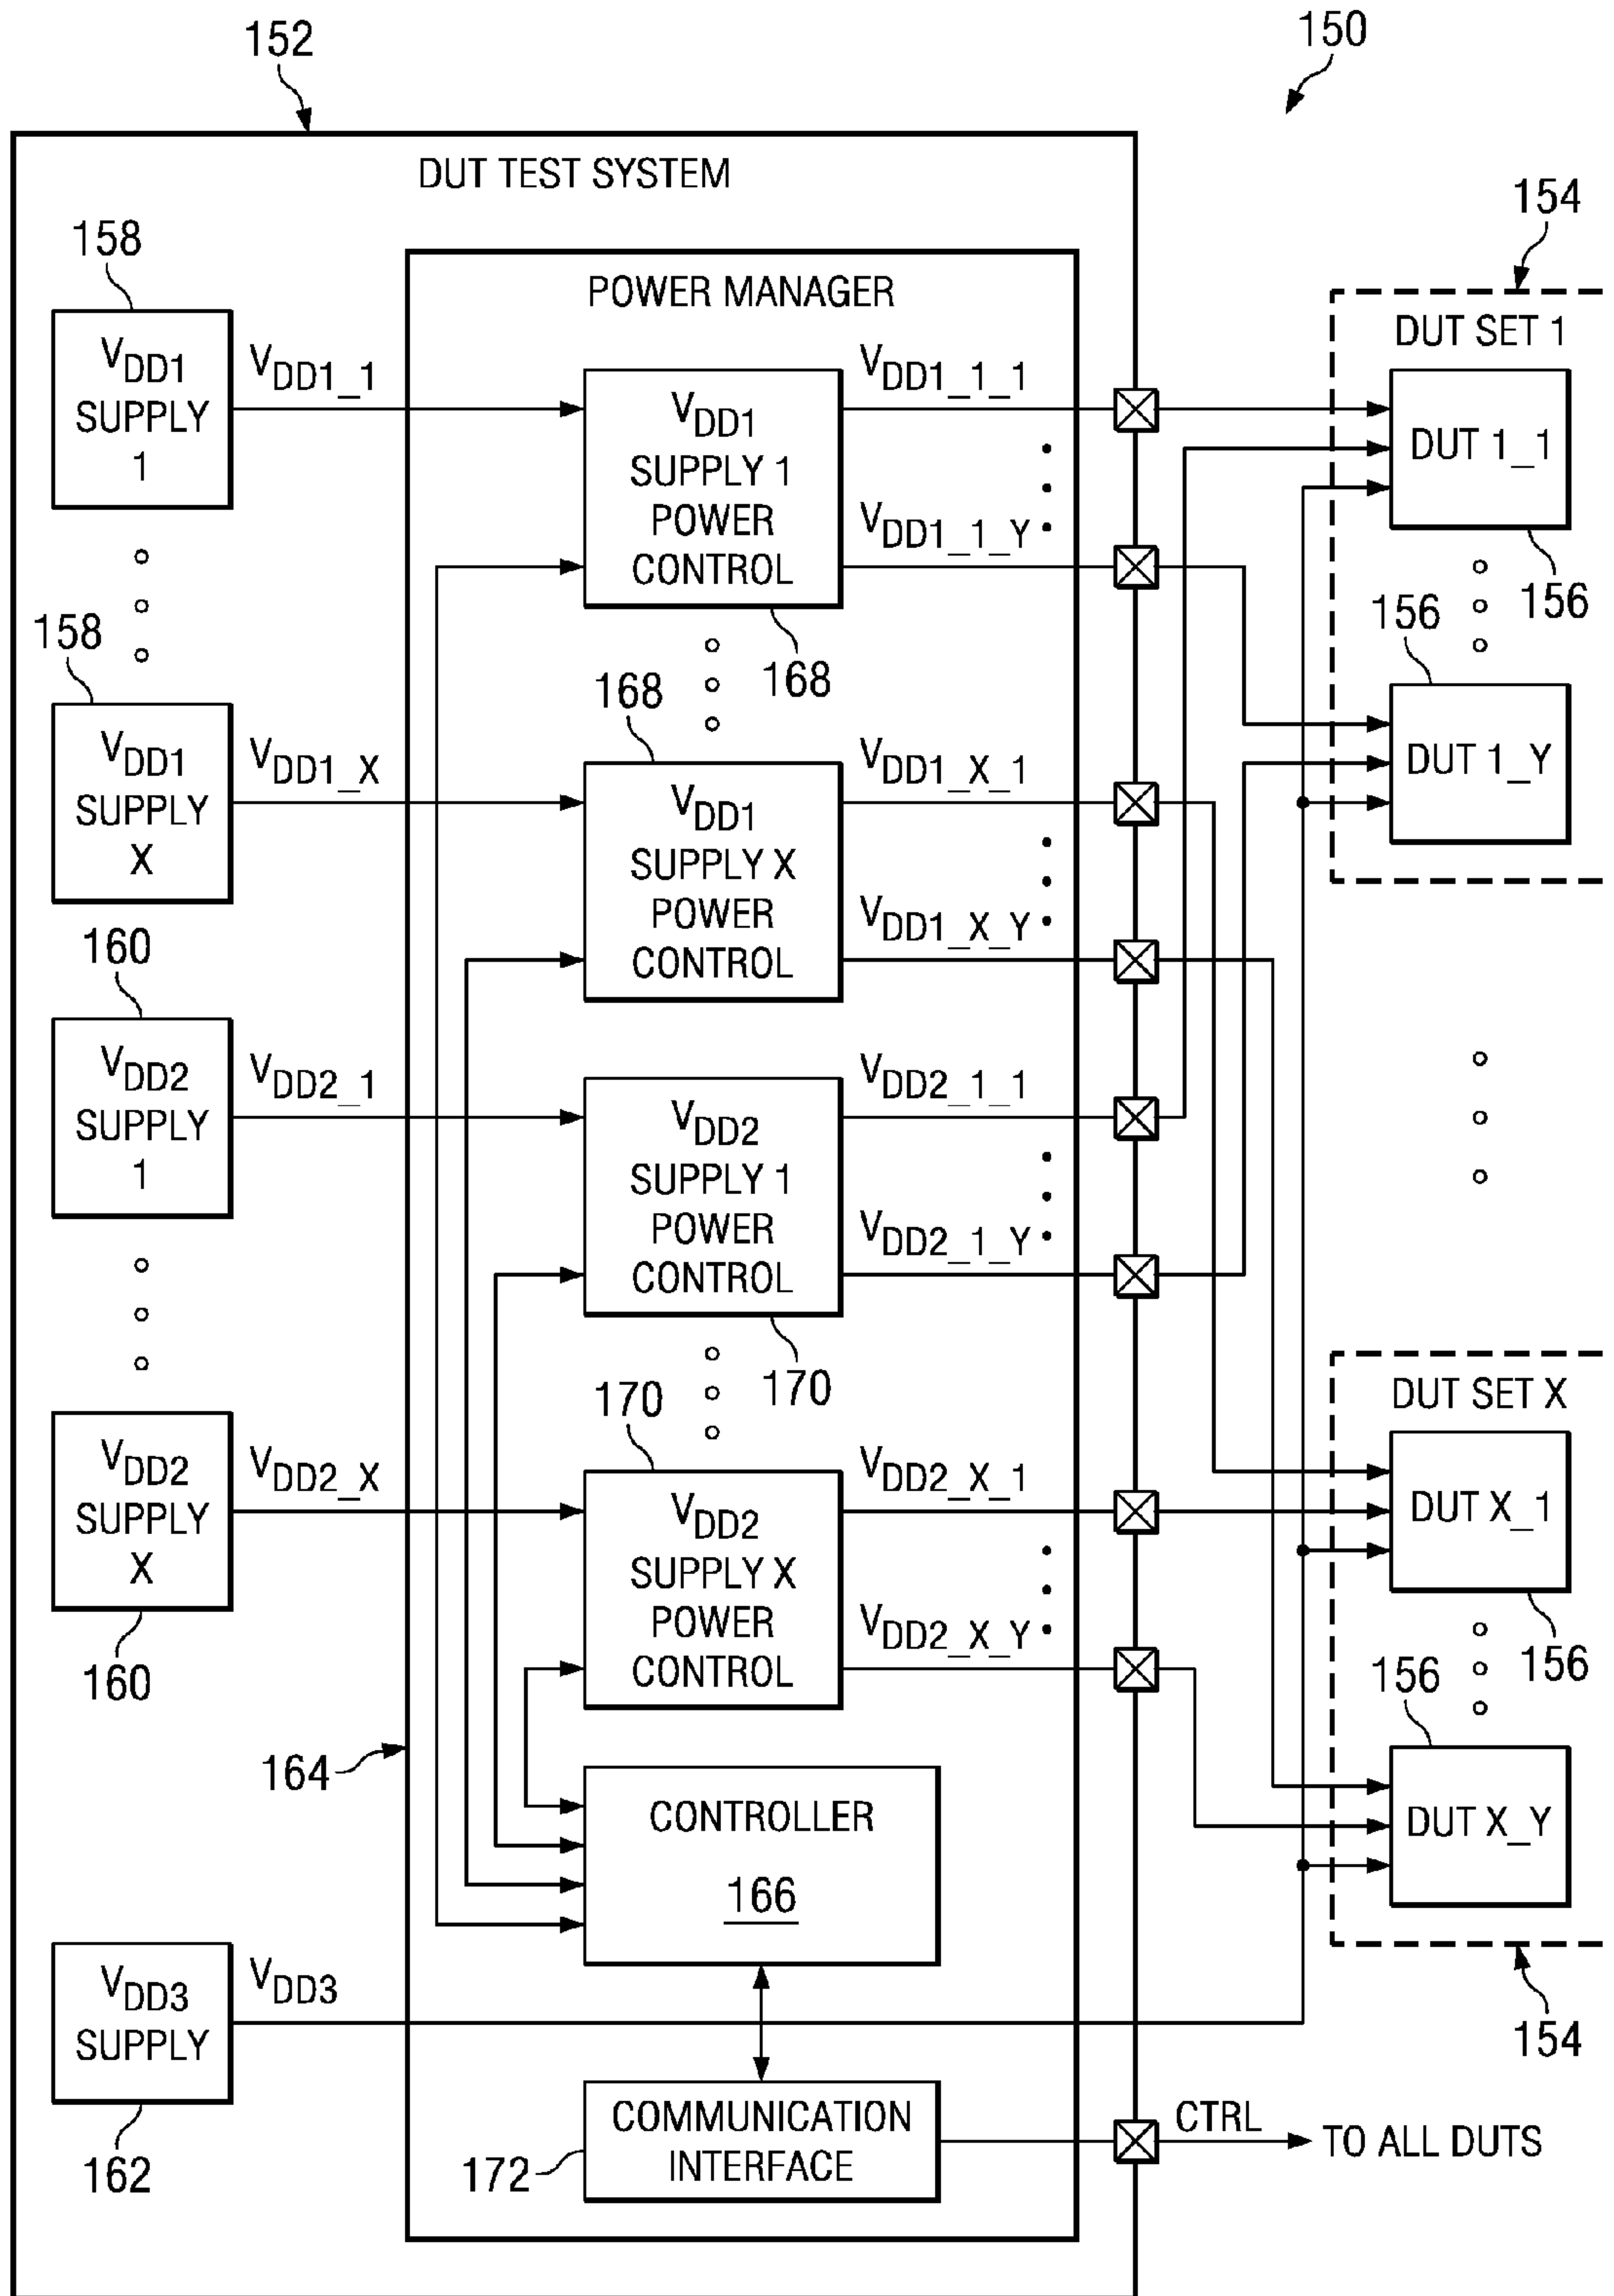 150
152
DUT TEST SYSTEM
154
158
POWER MANAGER
VDD1
SUPPLY
1
VDD1_1
VDD1
SUPPLY 1
POWER
CONTROL
VDD1_1_1
VDD1_1_Y
168
DUT SET 1
DUT 1_1
156
156
DUT 1_Y
158
VDD1
SUPPLY
X
VDD1_X
168
VDD1
SUPPLY X
POWER
CONTROL
VDD1_X_1
VDD1_X_Y
160
VDD2
SUPPLY
1
VDD2_1
VDD2
SUPPLY 1
POWER
CONTROL
VDD2_1_1
VDD2_1_Y
170
VDD2
SUPPLY
X
160
VDD2_X
170
VDD2
SUPPLY X
POWER
CONTROL
VDD2_X_1
VDD2_X_Y
DUT SET X
DUT X_1
156
156
DUT X_Y
154
164
CONTROLLER
166
VDD3
SUPPLY
162
VDD3
COMMUNICATION
INTERFACE
172
CTRL
TO ALL DUTS